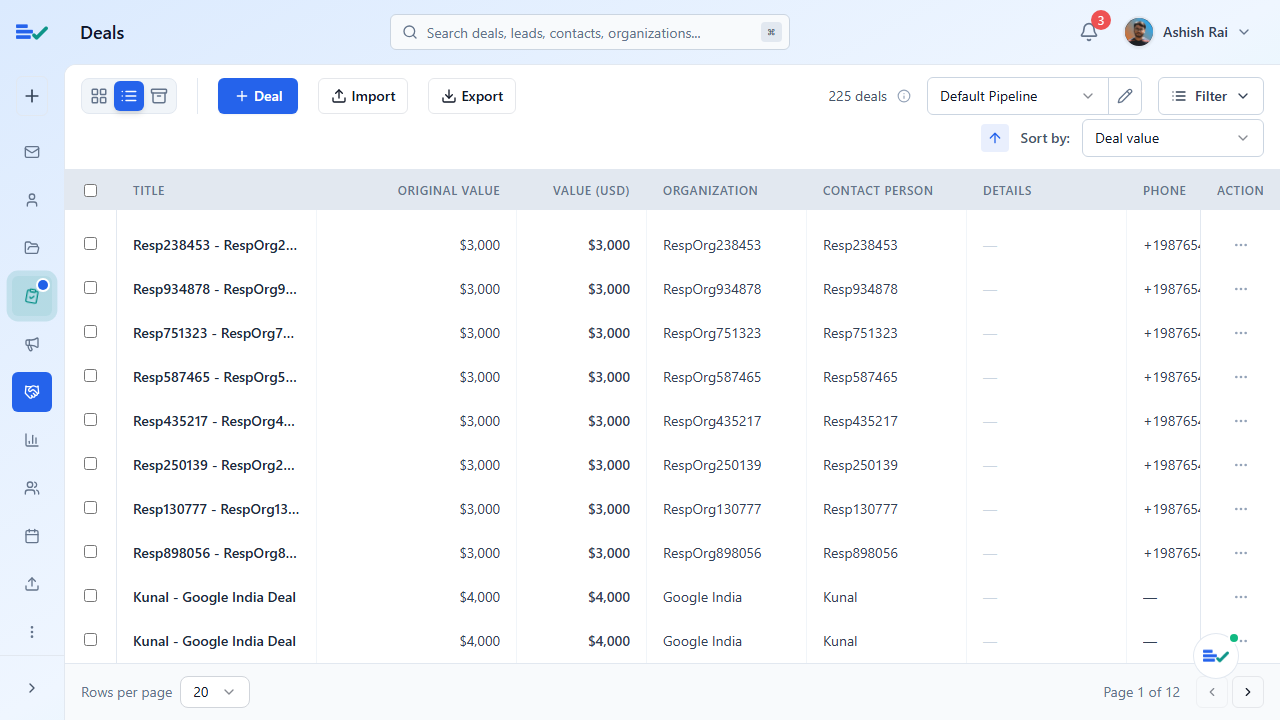 Deals
Search deals, leads, contacts, organizations...
⌘
3
Ashish Rai
Deal
Import
Export
225 deals
Default Pipeline
Filter
Sort by:
Deal value
TITLE ORIGINAL VALUE VALUE (USD) ORGANIZATION CONTACT PERSON DETAILS PHONE ACTION
Resp238453 - RespOrg2... $3,000 $3,000 RespOrg238453 Resp238453 — +198765 ...
Resp934878 - RespOrg9... $3,000 $3,000 RespOrg934878 Resp934878 — +198765 ...
Resp751323 - RespOrg7... $3,000 $3,000 RespOrg751323 Resp751323 — +198765 ...
Resp587465 - RespOrg5... $3,000 $3,000 RespOrg587465 Resp587465 — +198765 ...
Resp435217 - RespOrg4... $3,000 $3,000 RespOrg435217 Resp435217 — +198765 ...
Resp250139 - RespOrg2... $3,000 $3,000 RespOrg250139 Resp250139 — +198765 ...
Resp130777 - RespOrg13... $3,000 $3,000 RespOrg130777 Resp130777 — +198765 ...
Resp898056 - RespOrg8... $3,000 $3,000 RespOrg898056 Resp898056 — +198765 ...
Kunal - Google India Deal $4,000 $4,000 Google India Kunal — — ...
Kunal - Google India Deal $4,000 $4,000 Google India Kunal — — ...
Rows per page 20
Page 1 of 12